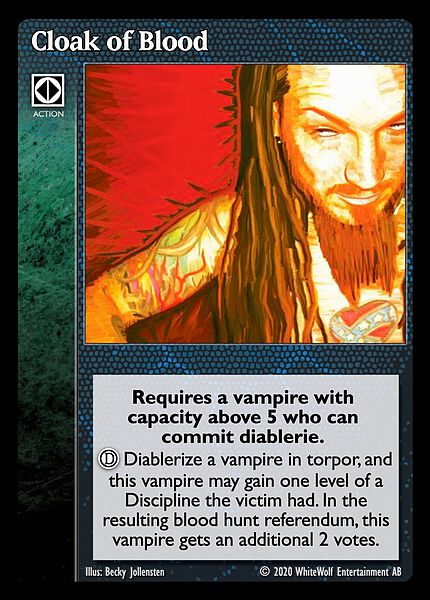 Cloak of Blood
ACTION
Requires a vampire with
capacity above 5 who can
commit diablerie.
Ⓓ Diablerize a vampire in torpor, and
this vampire may gain one level of a
Discipline the victim had. In the
resulting blood hunt referendum, this
vampire gets an additional 2 votes.
Illus: Becky Jollensten © 2020 WhiteWolf Entertainment AB